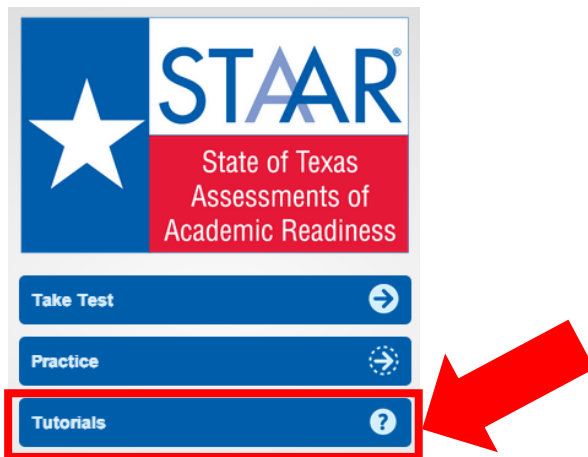 STAAR®
State of Texas
Assessments of
Academic Readiness
Take Test
Practice
Tutorials
?